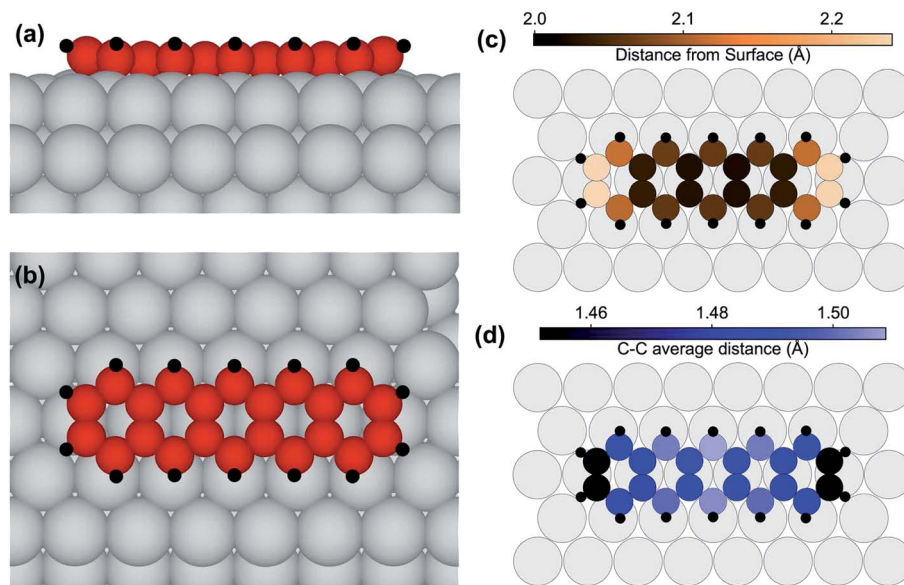 (a)
(b)
(c)
2.0 2.1 2.2
Distance from Surface (Å)
(d)
1.46 1.48 1.50
C-C average distance (Å)